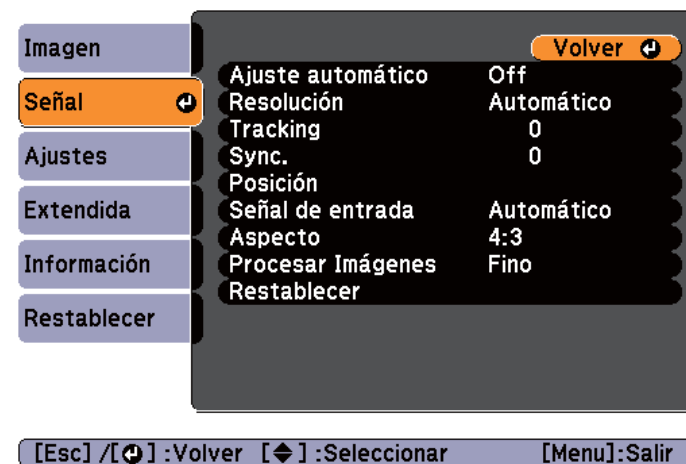 Imagen
Señal
Ajustes
Extendida
Información
Restablecer
Volver
Ajuste automático Off
Resolución Automático
Tracking 0
Sync. 0
Posición
Señal de entrada Automático
Aspecto 4:3
Procesar Imágenes Fino
Restablecer
[Esc] /[⏎] :Volver [◆] :Seleccionar [Menu]:Salir